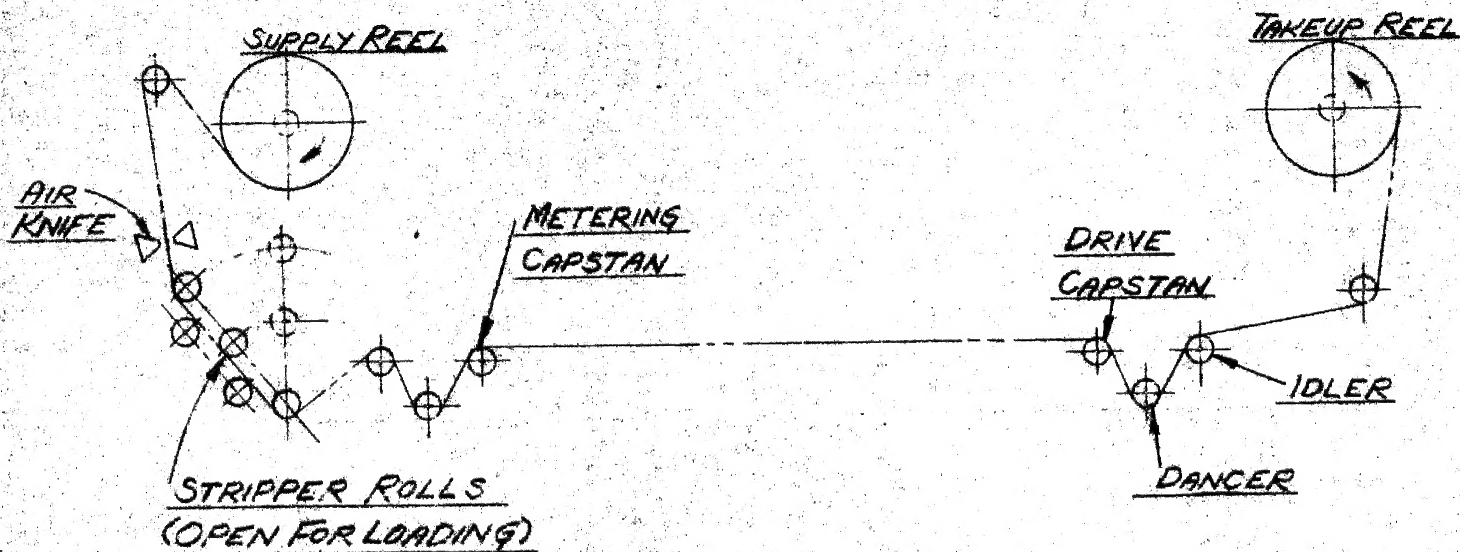 SUPPLY REEL
TAKEUP REEL
AIR
KNIFE
METERING
CAPSTAN
DRIVE
CAPSTAN
IDLER
DANCER
STRIPPER ROLLS
(OPEN FOR LOADING)